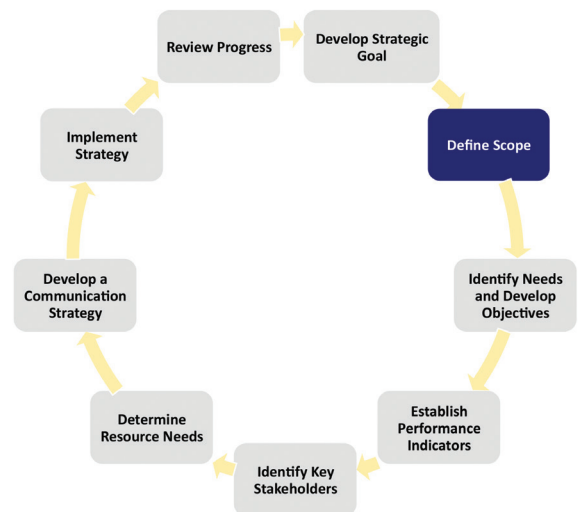 Review Progress
Develop Strategic
Goal
Define Scope
Identify Needs
and Develop
Objectives
Establish
Performance
Indicators
Identify Key
Stakeholders
Determine
Resource Needs
Develop a
Communication
Strategy
Implement
Strategy